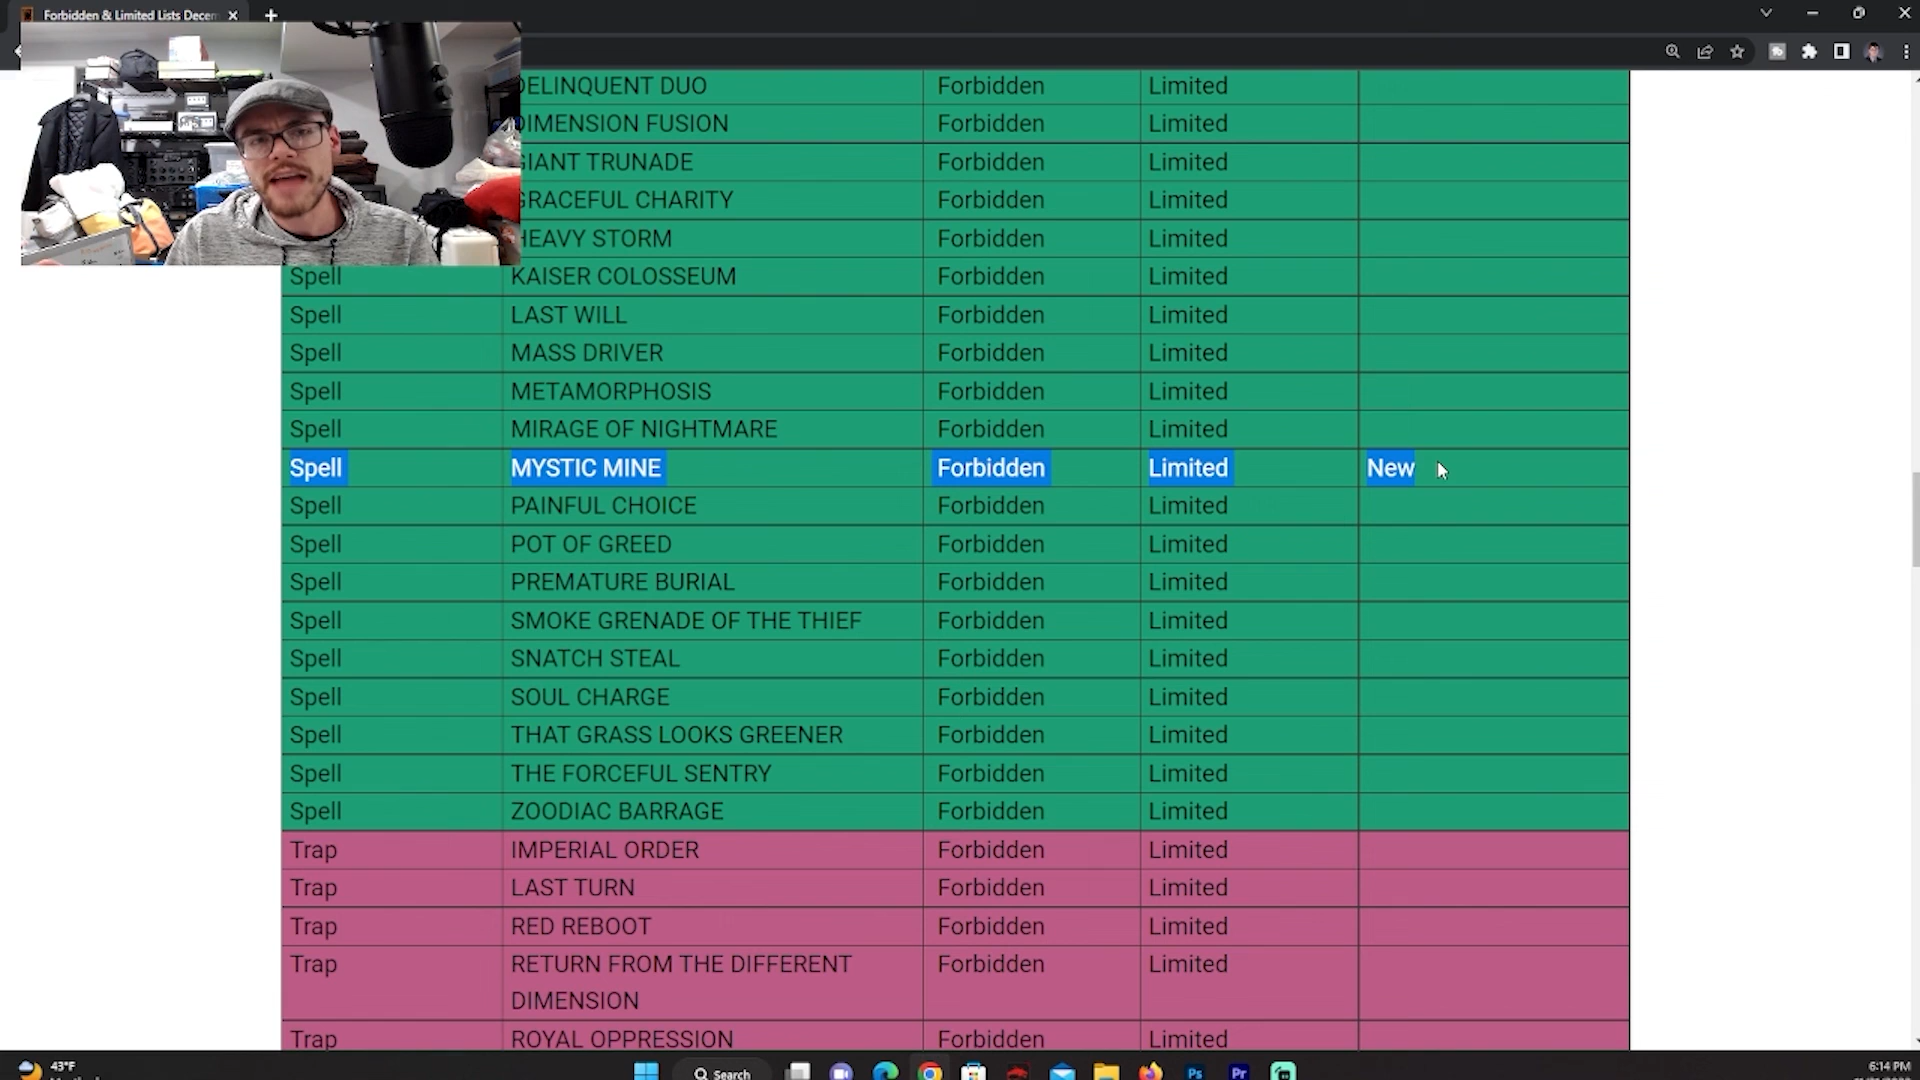 Forbidden & Limited Lists Decem
DELINQUENT DUO Forbidden Limited
DIMENSION FUSION Forbidden Limited
GIANT TRUNADE Forbidden Limited
GRACEFUL CHARITY Forbidden Limited
HEAVY STORM Forbidden Limited
Spell KAISER COLOSSEUM Forbidden Limited
Spell LAST WILL Forbidden Limited
Spell MASS DRIVER Forbidden Limited
Spell METAMORPHOSIS Forbidden Limited
Spell MIRAGE OF NIGHTMARE Forbidden Limited
Spell MYSTIC MINE Forbidden Limited New
Spell PAINFUL CHOICE Forbidden Limited
Spell POT OF GREED Forbidden Limited
Spell PREMATURE BURIAL Forbidden Limited
Spell SMOKE GRENADE OF THE THIEF Forbidden Limited
Spell SNATCH STEAL Forbidden Limited
Spell SOUL CHARGE Forbidden Limited
Spell THAT GRASS LOOKS GREENER Forbidden Limited
Spell THE FORCEFUL SENTRY Forbidden Limited
Spell ZOODIAC BARRAGE Forbidden Limited
Trap IMPERIAL ORDER Forbidden Limited
Trap LAST TURN Forbidden Limited
Trap RED REBOOT Forbidden Limited
Trap RETURN FROM THE DIFFERENT Forbidden Limited
DIMENSION
Trap ROYAL OPPRESSION Forbidden Limited
43°F
Search
Ps
Pr
6:14 PM